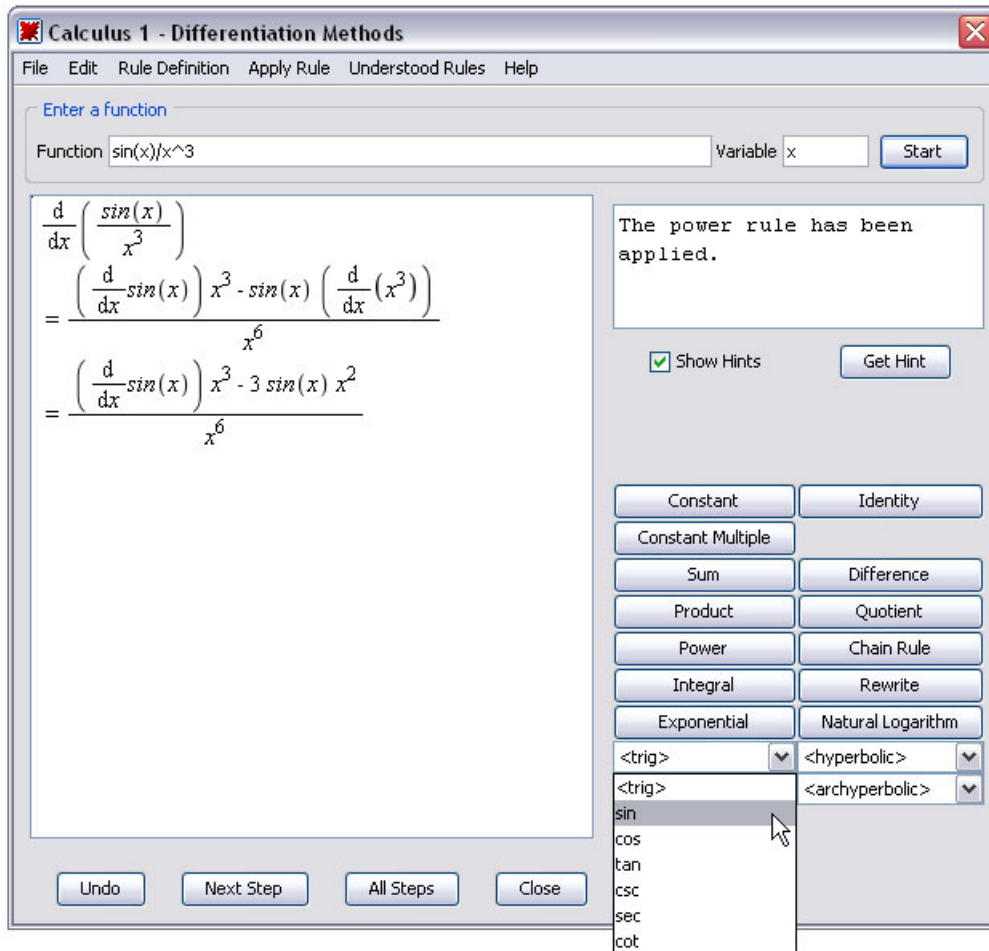 Calculus 1 - Differentiation Methods
File Edit Rule Definition Apply Rule Understood Rules Help
Enter a function
Function sin(x)/x^3 Variable x Start
d/dx ( sin(x)/x^3 )
= ( ( d/dx sin(x) ) x^3 - sin(x) ( d/dx (x^3) ) ) / x^6
= ( ( d/dx sin(x) ) x^3 - 3 sin(x) x^2 ) / x^6
The power rule has been
applied.
Show Hints Get Hint
Constant Identity
Constant Multiple
Sum Difference
Product Quotient
Power Chain Rule
Integral Rewrite
Exponential Natural Logarithm
<trig> <hyperbolic>
<trig> <archyperbolic>
sin
cos
tan
csc
sec
cot
Undo Next Step All Steps Close